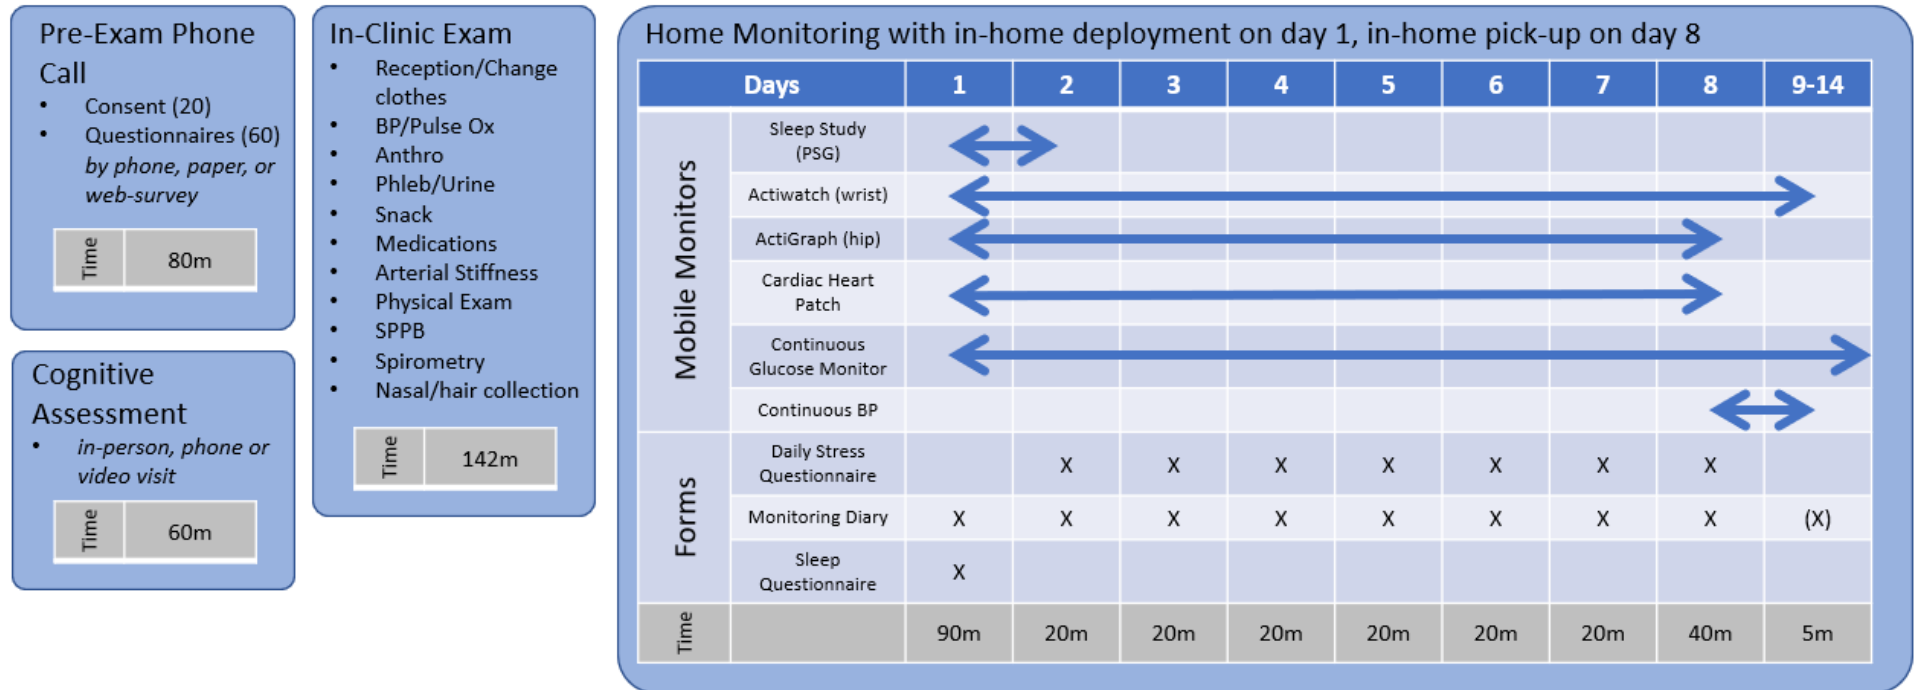 Pre-Exam Phone
Call
• Consent (20)
• Questionnaires (60)
by phone, paper, or
web-survey
Time 80m
Cognitive
Assessment
• in-person, phone or
video visit
Time 60m
In-Clinic Exam
• Reception/Change
clothes
• BP/Pulse Ox
• Anthro
• Phleb/Urine
• Snack
• Medications
• Arterial Stiffness
• Physical Exam
• SPPB
• Spirometry
• Nasal/hair collection
Time 142m
Home Monitoring with in-home deployment on day 1, in-home pick-up on day 8
Days 1 2 3 4 5 6 7 8 9-14
Mobile Monitors
Sleep Study
(PSG)
Actiwatch (wrist)
ActiGraph (hip)
Cardiac Heart
Patch
Continuous
Glucose Monitor
Continuous BP
Forms
Daily Stress
Questionnaire X X X X X X X
Monitoring Diary X X X X X X X X (X)
Sleep
Questionnaire X
Time 90m 20m 20m 20m 20m 20m 20m 40m 5m